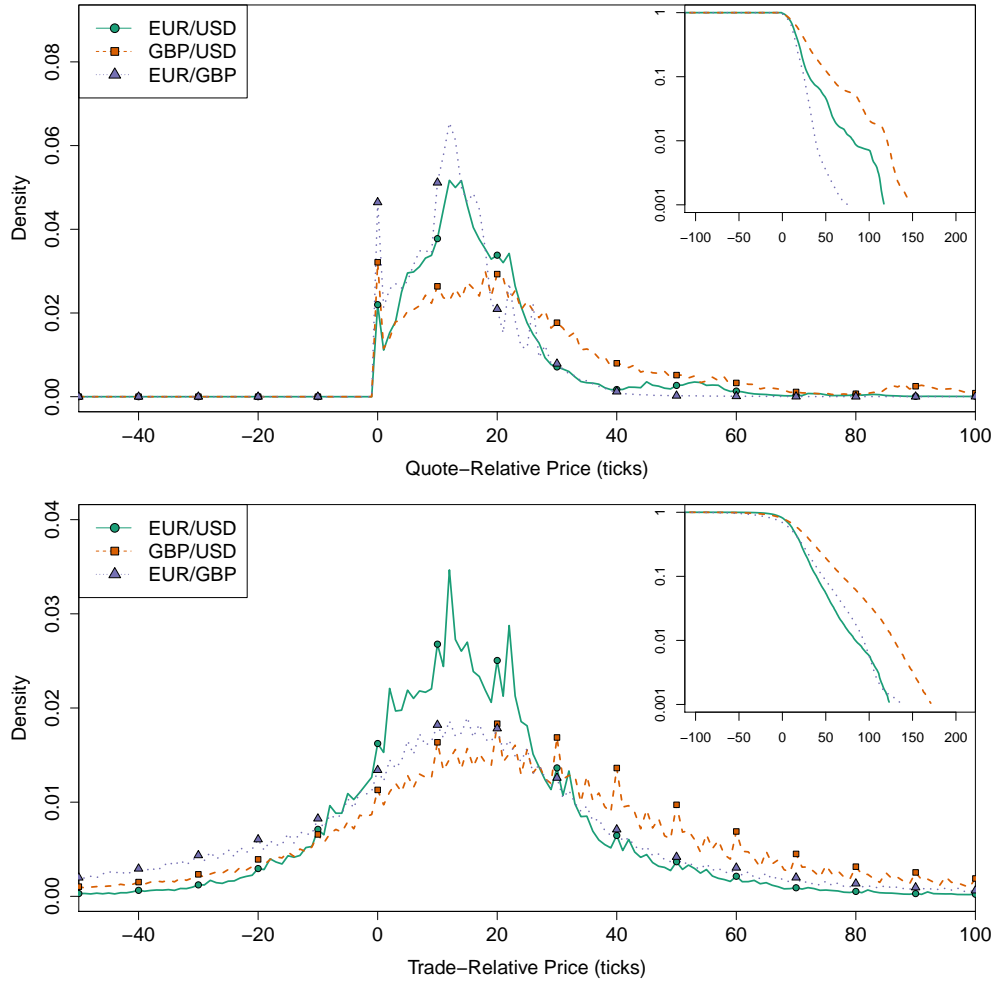 EUR/USD
GBP/USD
EUR/GBP
Density
0.00 0.02 0.04 0.06 0.08
−40 −20 0 20 40 60 80 100
Quote−Relative Price (ticks)
1
0.1
0.01
0.001
−100 −50 0 50 100 150 200
EUR/USD
GBP/USD
EUR/GBP
Density
0.00 0.01 0.02 0.03 0.04
−40 −20 0 20 40 60 80 100
Trade−Relative Price (ticks)
1
0.1
0.01
0.001
−100 −50 0 50 100 150 200